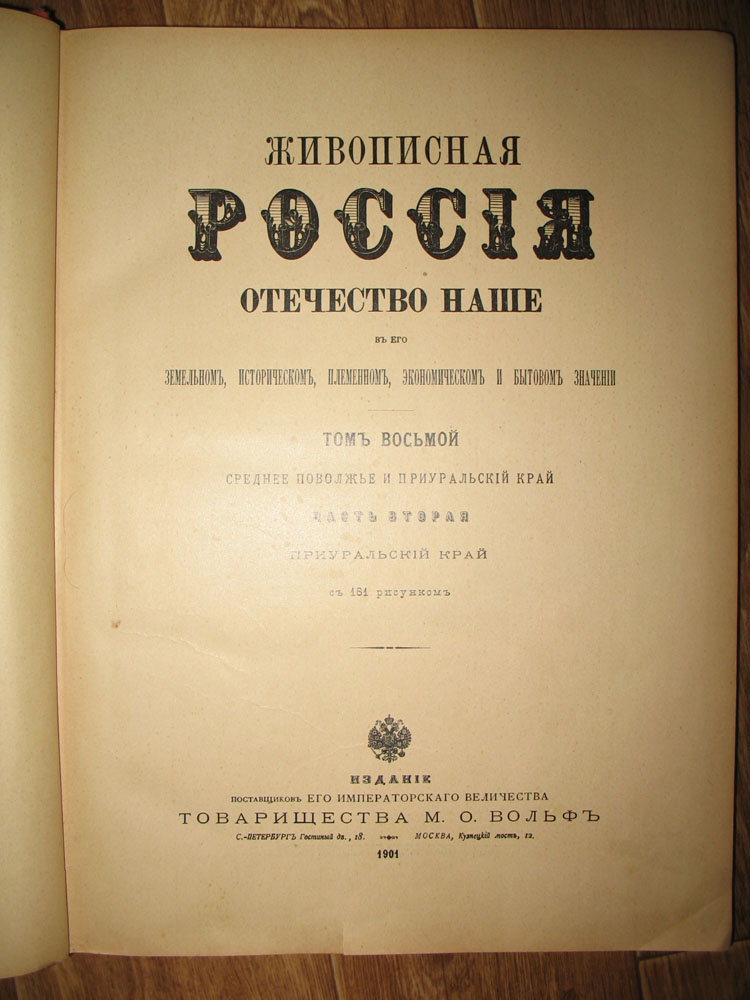 ЖИВОПИСНАЯ
РОССІЯ
ОТЕЧЕСТВО НАШЕ
ВЪ ЕГО
ЗЕМЕЛЬНОМЪ, ИСТОРИЧЕСКОМЪ, ПЛЕМЕННОМЪ, ЭКОНОМИЧЕСКОМЪ И БЫТОВОМЪ ЗНАЧЕНІИ
ТОМЪ ВОСЬМОЙ
СРЕДНЕЕ ПОВОЛЖЬЕ И ПРИУРАЛЬСКІЙ КРАЙ
ЧАСТЬ ВТОРАЯ
ПРИУРАЛЬСКІЙ КРАЙ
съ 181 рисункомъ
ИЗДАНІЕ
ПОСТАВЩИКОВЪ ЕГО ИМПЕРАТОРСКАГО ВЕЛИЧЕСТВА
ТОВАРИЩЕСТВА М. О. ВОЛЬФЪ
С.-ПЕТЕРБУРГЪ Гостиный дв., 18. МОСКВА, Кузнецкій мостъ, 12.
1901